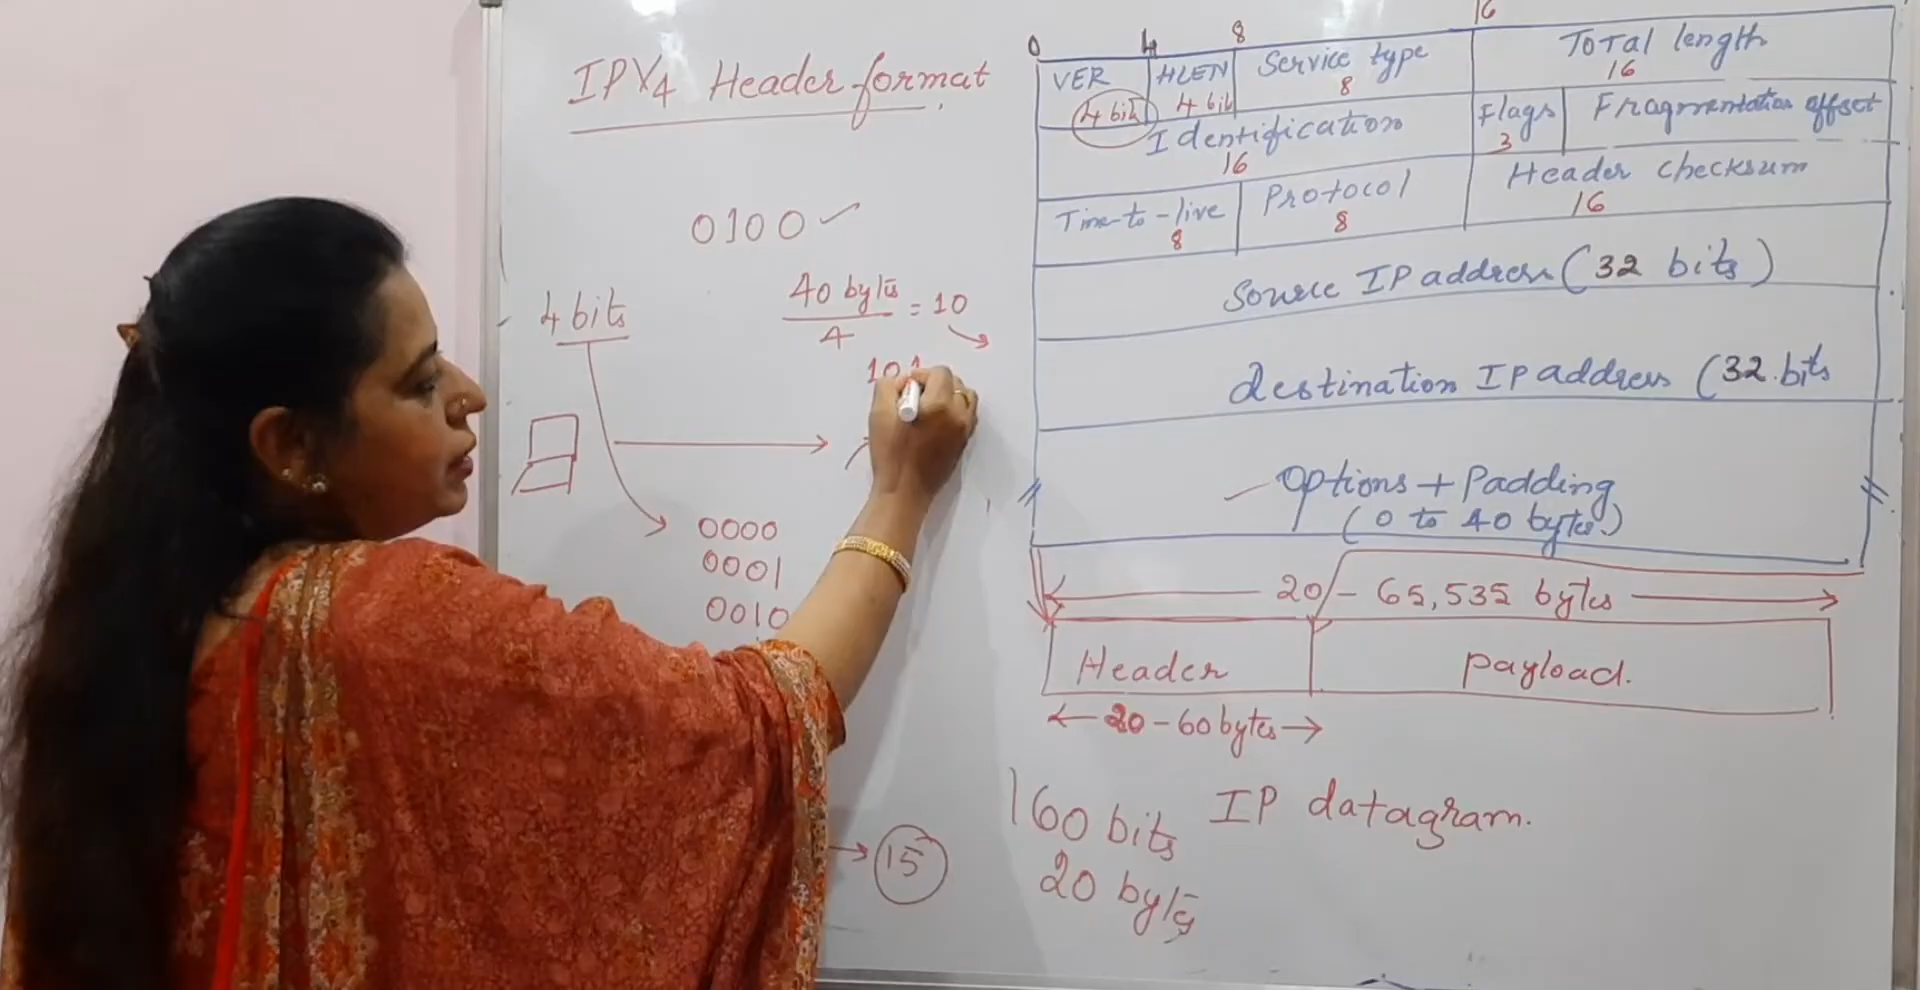 IPV4 Header format
0100
4 bits
40 bytes
4
= 10
101
0000
0001
0010
15
0 4 8 16
VER HLEN Service type Total length
4 bit 4 bit 8 16
Identification Flags Fragmentation offset
16 3
Time-to-live Protocol Header checksum
8 8 16
Source IP address (32 bits)
destination IP address (32 bits
Options + Padding
(0 to 40 bytes)
20 - 65,535 bytes
Header payload.
20 - 60 bytes
160 bits IP datagram.
20 bytes